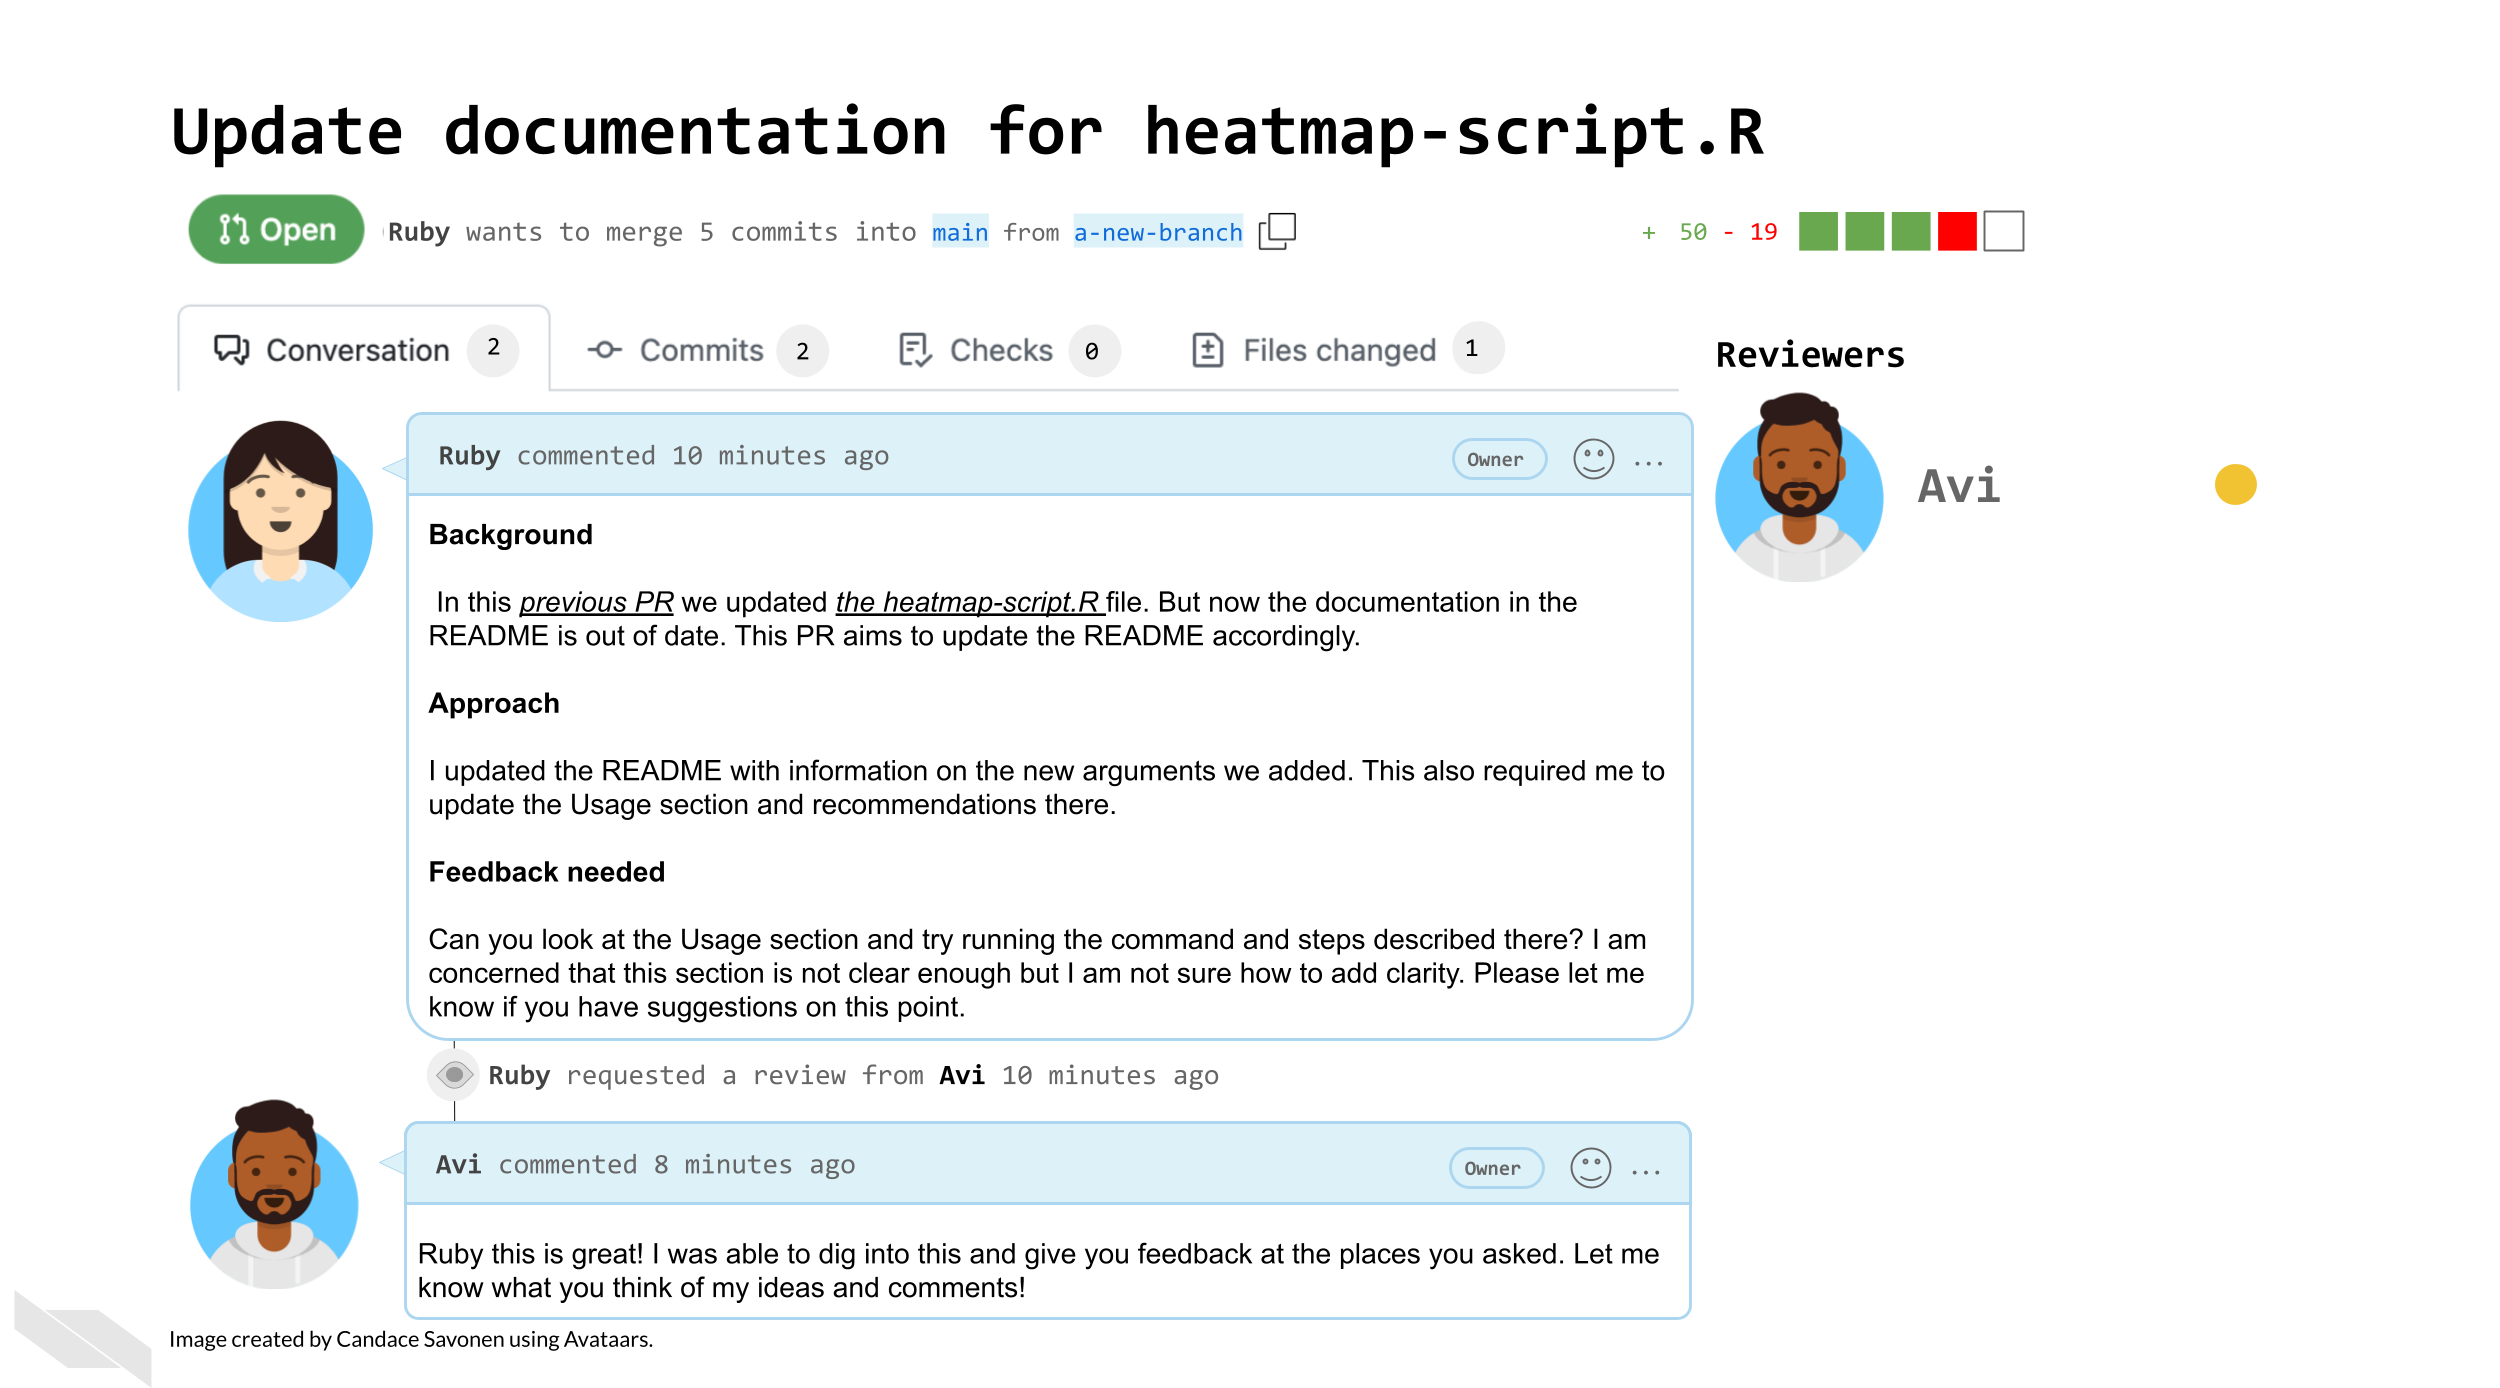 Update documentation for heatmap-script.R
Open Ruby wants to merge 5 commits into main from a-new-branch + 50 - 19
Conversation 2 Commits 2 Checks 0 Files changed 1
Reviewers
Avi
Ruby commented 10 minutes ago Owner ...
Background
In this previous PR we updated the heatmap-script.R file. But now the documentation in the
README is out of date. This PR aims to update the README accordingly.
Approach
I updated the README with information on the new arguments we added. This also required me to
update the Usage section and recommendations there.
Feedback needed
Can you look at the Usage section and try running the command and steps described there? I am
concerned that this section is not clear enough but I am not sure how to add clarity. Please let me
know if you have suggestions on this point.
Ruby requested a review from Avi 10 minutes ago
Avi commented 8 minutes ago Owner ...
Ruby this is great! I was able to dig into this and give you feedback at the places you asked. Let me
know what you think of my ideas and comments!
Image created by Candace Savonen using Avataars.